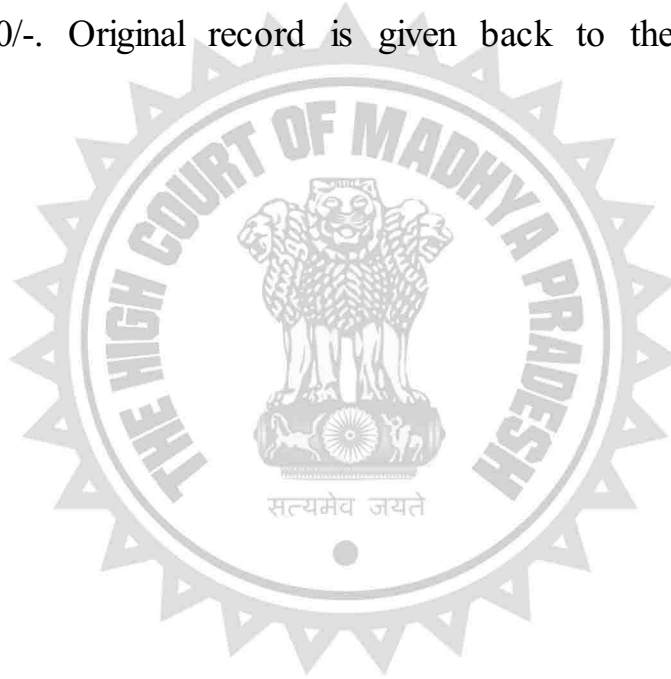 0/-. Original record is given back to the
THE HIGH COURT OF MADHYA PRADESH
सत्यमेव जयते